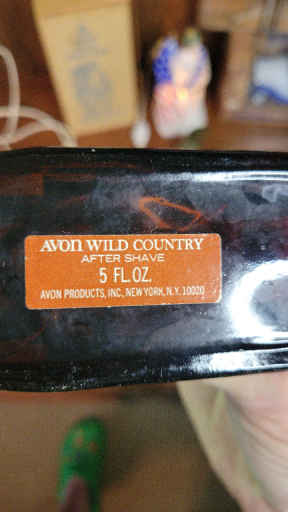 AVON WILD COUNTRY
AFTER SHAVE
5 FL.OZ.
AVON PRODUCTS, INC., NEW YORK, N.Y. 10020